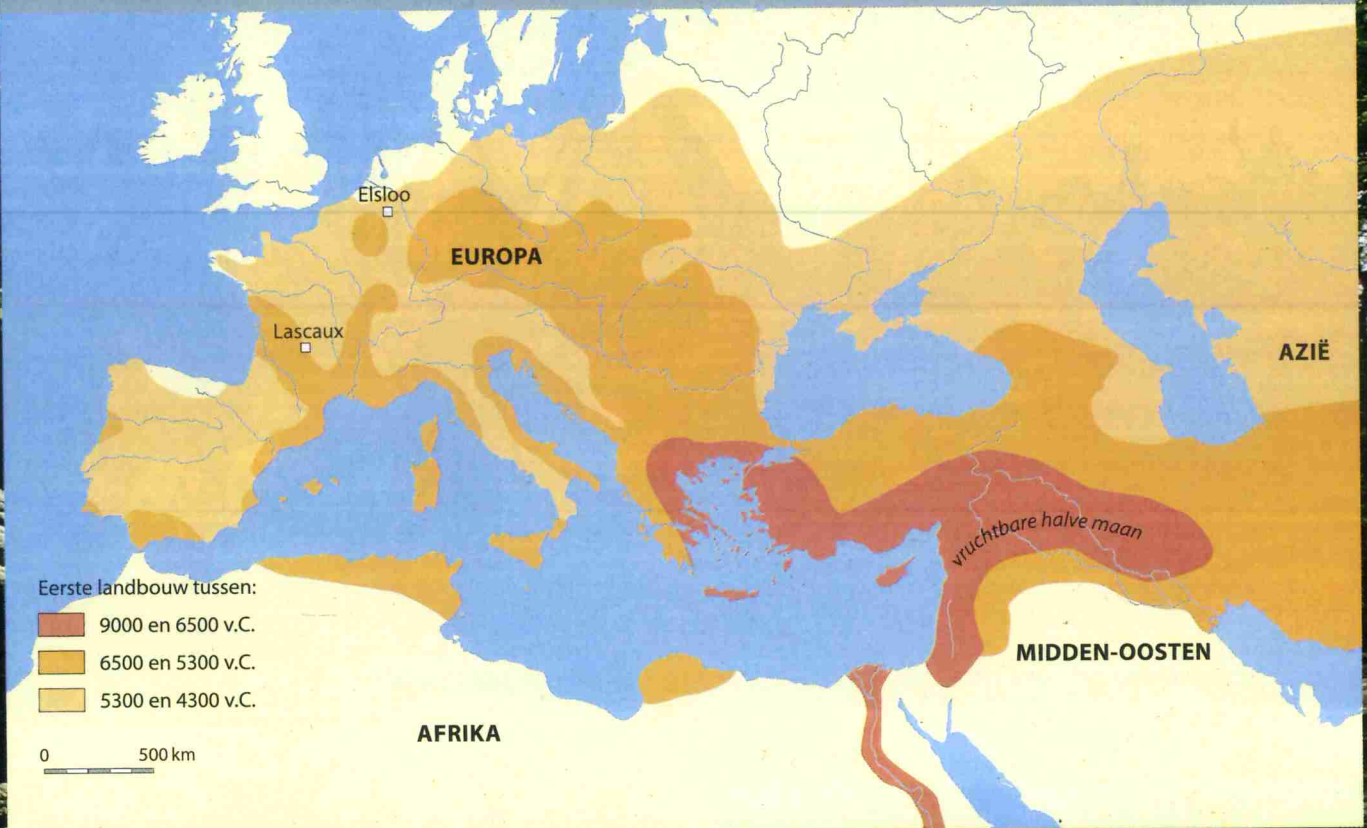 Elsloo
EUROPA
Lascaux
AZIË
vruchtbare halve maan
Eerste landbouw tussen:
9000 en 6500 v.C.
6500 en 5300 v.C.
5300 en 4300 v.C.
MIDDEN-OOSTEN
AFRIKA
0 500 km